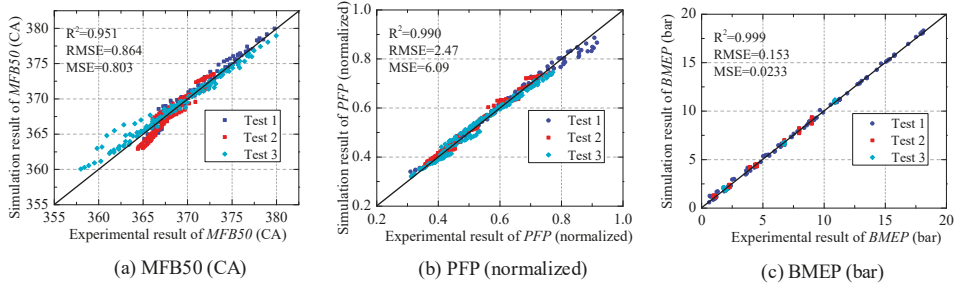 Simulation result of MFB50 (CA)
380
375
370
365
360
355
R²=0.951
RMSE=0.864
MSE=0.803
Test 1
Test 2
Test 3
355 360 365 370 375 380
Experimental result of MFB50 (CA)
(a) MFB50 (CA)
Simulation result of PFP (normalized)
1.0
0.8
0.6
0.4
0.2
R²=0.990
RMSE=2.47
MSE=6.09
Test 1
Test 2
Test 3
0.2 0.4 0.6 0.8 1.0
Experimental result of PFP (normalized)
(b) PFP (normalized)
Simulation result of BMEP (bar)
20
15
10
5
0
R²=0.999
RMSE=0.153
MSE=0.0233
Test 1
Test 2
Test 3
0 5 10 15 20
Experimental result of BMEP (bar)
(c) BMEP (bar)